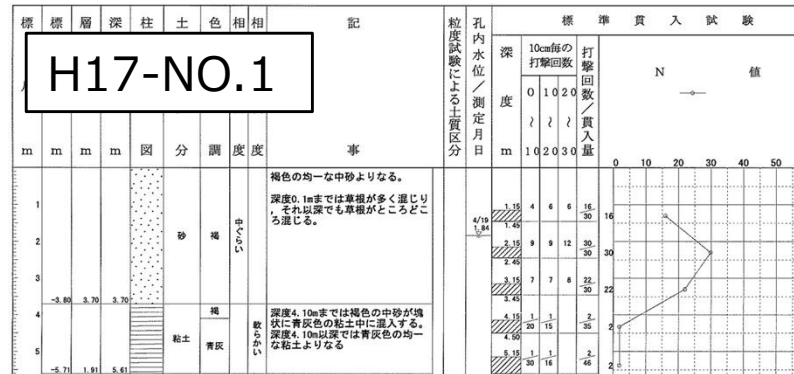 標 標 層 深 柱 土 色 相 相 記
粒度試験による土質区分
孔内水位/測定月日
標 準 貫 入 試 験
深 度 m
10cm毎の
打撃回数
0 10 20
~ ~ ~
10 20 30
打撃回数/貫入量
N 値
H17-NO.1
m m m m 図 分 調 度 度 事
0 10 20 30 40 50
1
2
3
4
5
砂
褐
中ぐらい
褐色の均一な中砂よりなる。
深度0.1mまでは草根が多く混じり
、それ以深でも草根がところどこ
ろ混じる。
4/19
1.84
1.15 4 6 6 16/30 16
1.45
2.15 9 9 12 30/30 30
2.45
3.15 7 7 8 22/30 22
3.45
-3.80 3.70 3.70
粘土
褐
青灰
軟らかい
深度4.10mまでは褐色の中砂が塊
状に青灰色の粘土中に混入する。
深度4.10m以深では青灰色の均一
な粘土よりなる
4.15 1/20 1/15 2/35 2
4.50
5.15 1/30 1/16 2/46 2
-5.71 1.91 5.61